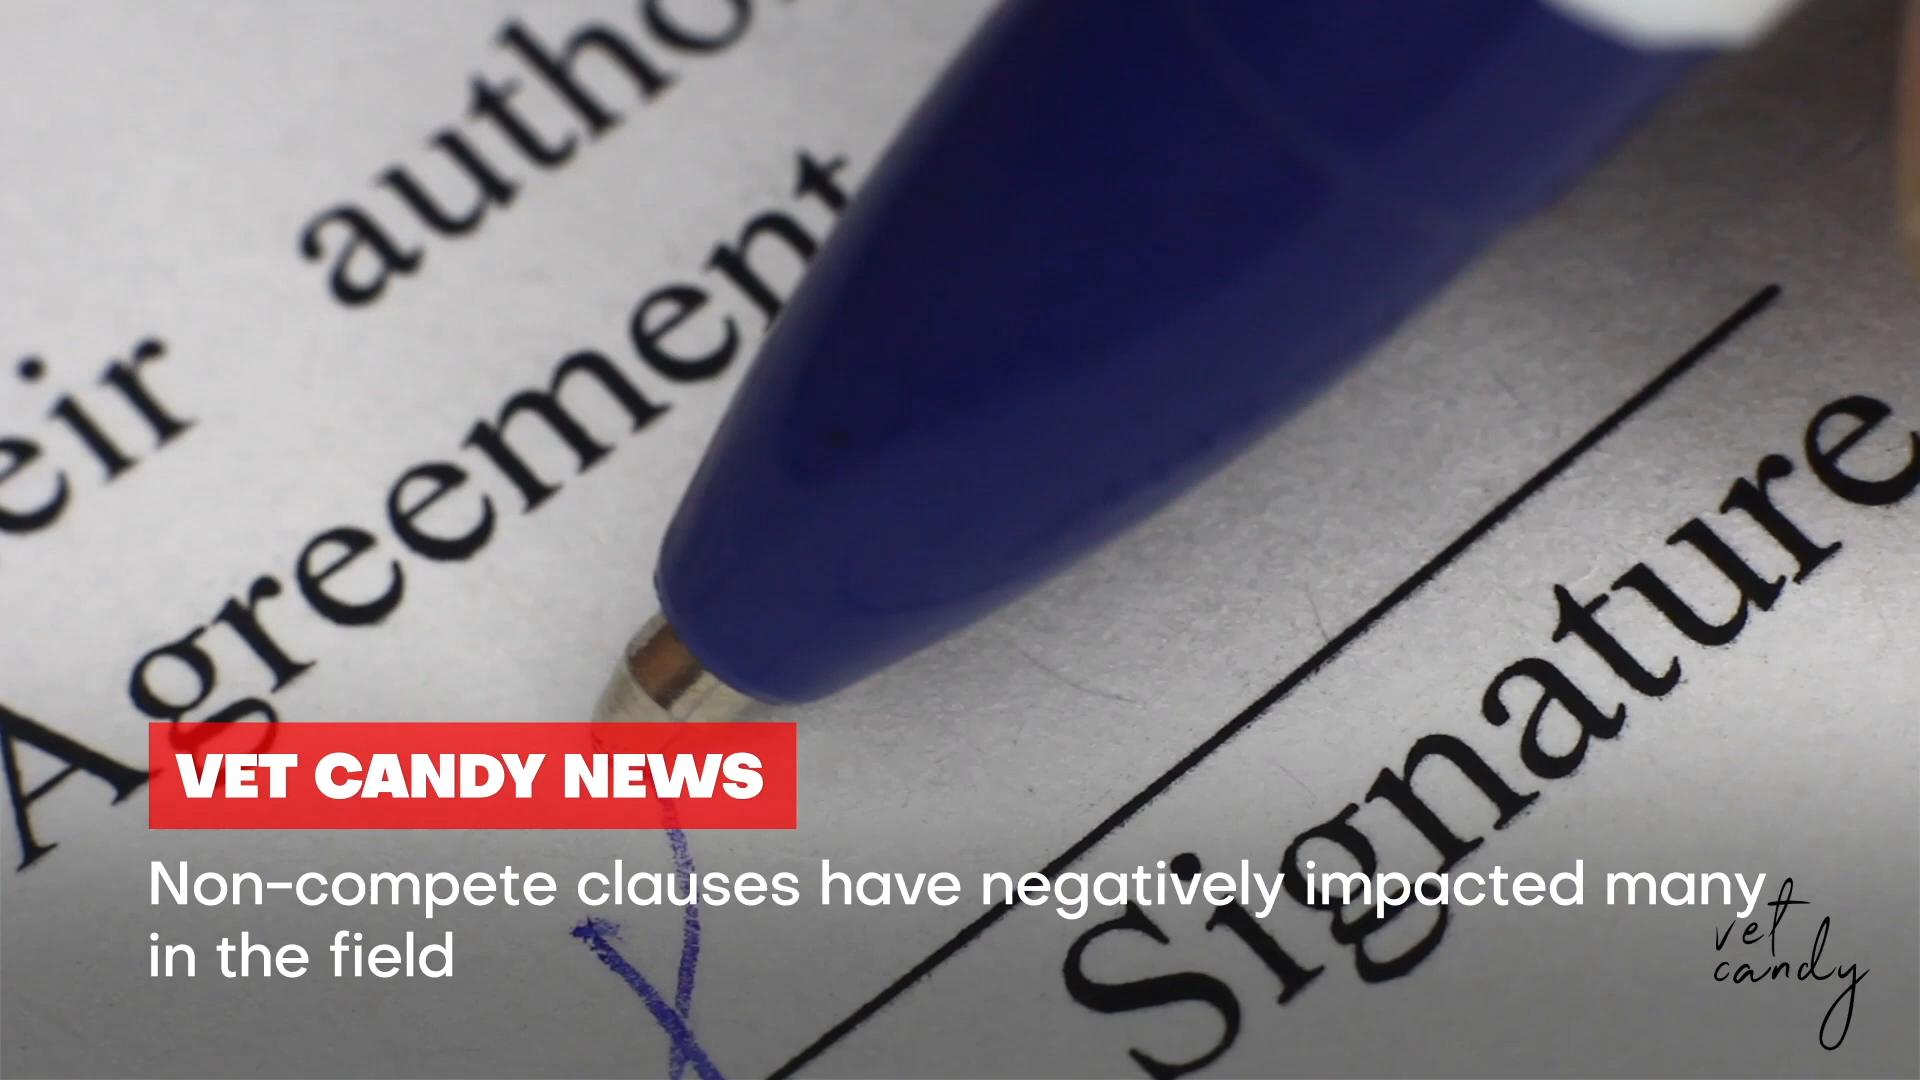 eir autho
Agreement
Signature
VET CANDY NEWS
Non-compete clauses have negatively impacted many
in the field
vet
candy